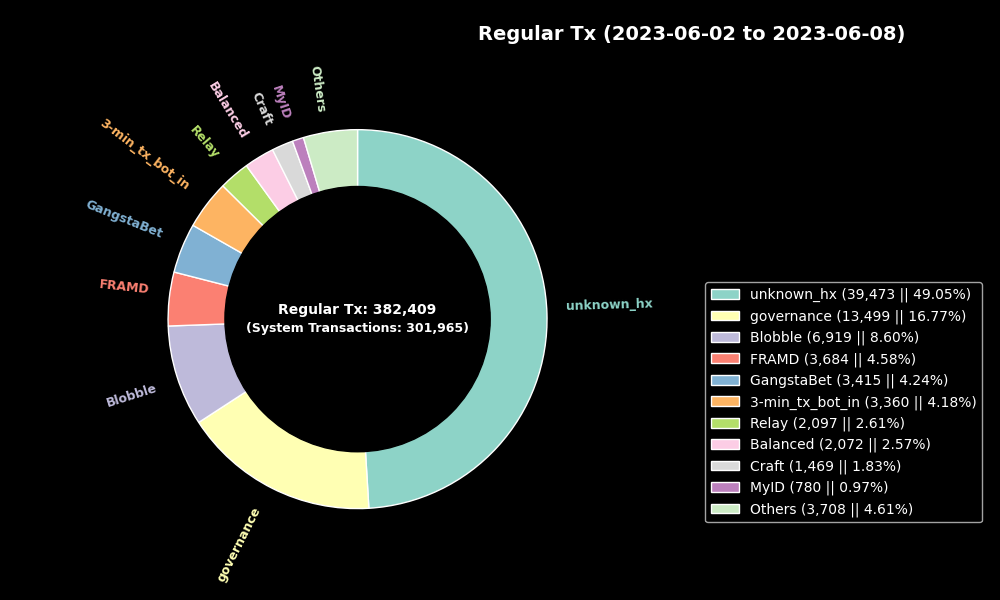 Regular Tx (2023-06-02 to 2023-06-08)
Others
MyID
Craft
Balanced
Relay
3-min_tx_bot_in
GangstaBet
FRAMD
Blobble
governance
unknown_hx
Regular Tx: 382,409
(System Transactions: 301,965)
unknown_hx (39,473 || 49.05%)
governance (13,499 || 16.77%)
Blobble (6,919 || 8.60%)
FRAMD (3,684 || 4.58%)
GangstaBet (3,415 || 4.24%)
3-min_tx_bot_in (3,360 || 4.18%)
Relay (2,097 || 2.61%)
Balanced (2,072 || 2.57%)
Craft (1,469 || 1.83%)
MyID (780 || 0.97%)
Others (3,708 || 4.61%)